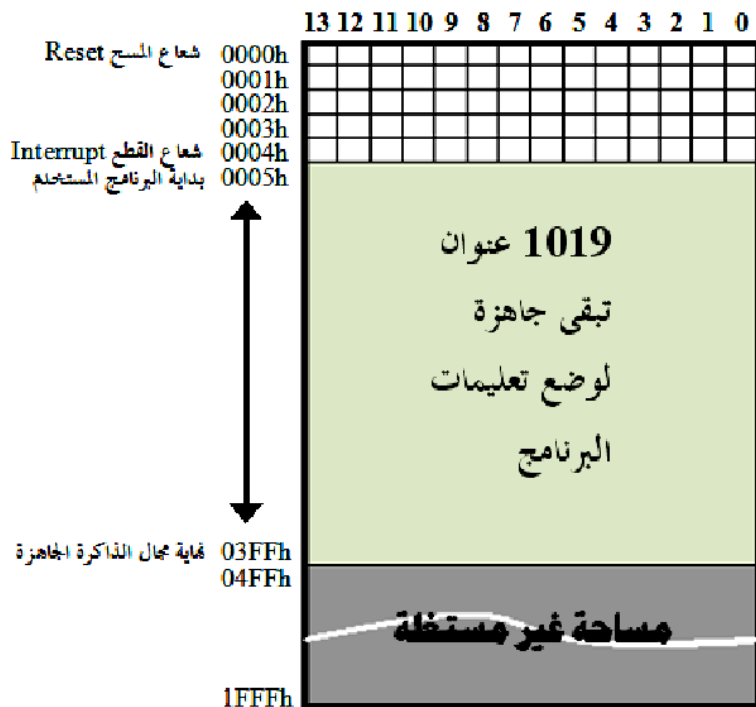 13 12 11 10 9 8 7 6 5 4 3 2 1 0
شعاع المسح Reset 0000h
0001h
0002h
0003h
شعاع القطع Interrupt 0004h
بداية البرنامج المستخدم 0005h
1019 عنوان
تبقى جاهزة
لوضع تعليمات
البرنامج
نهاية مجال الذاكرة الجاهزة 03FFh
04FFh
مساحة غير مستغلة
1FFFh